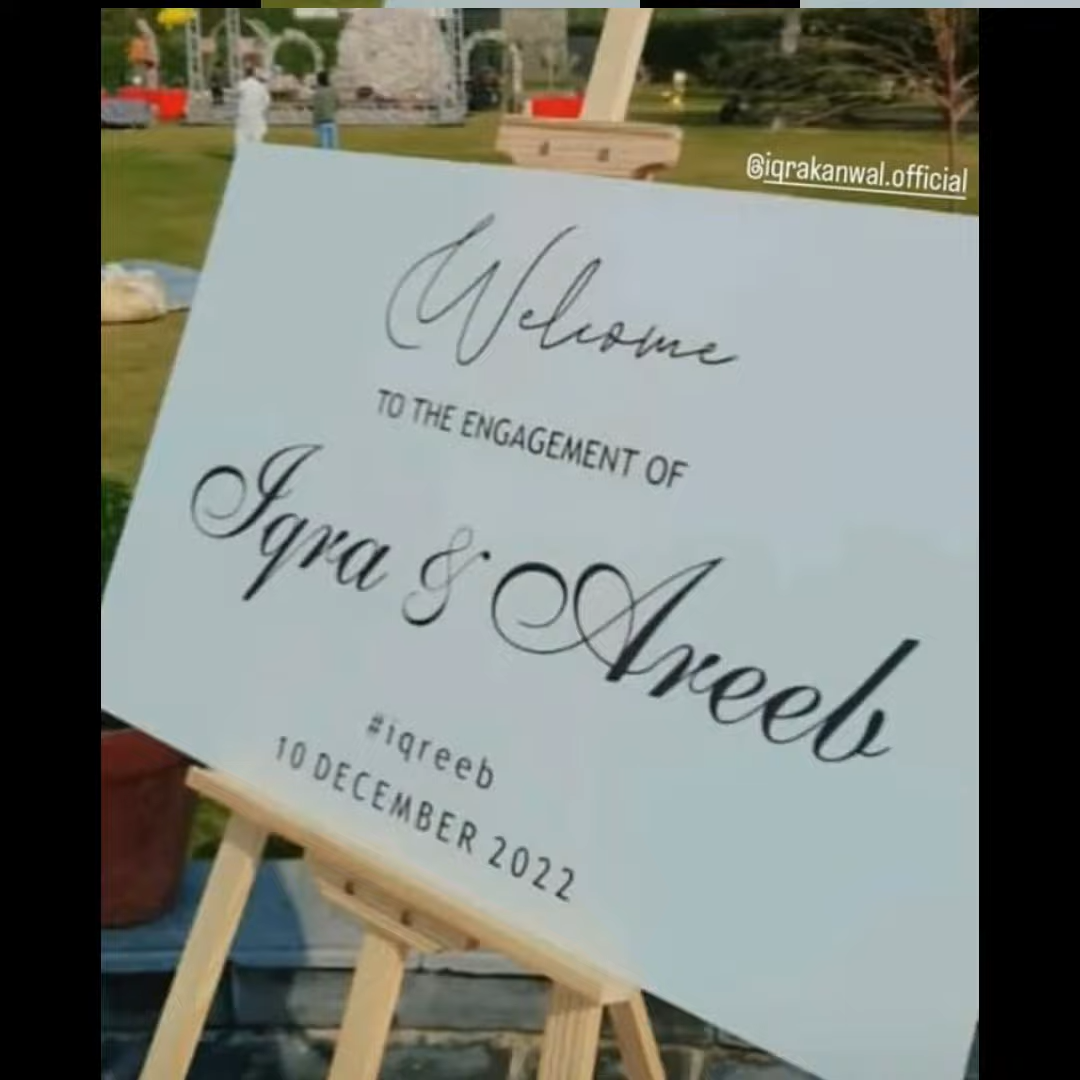 @iqrakanwal.official
Welcome
TO THE ENGAGEMENT OF
Iqra & Areeb
#iqreeb
10 DECEMBER 2022